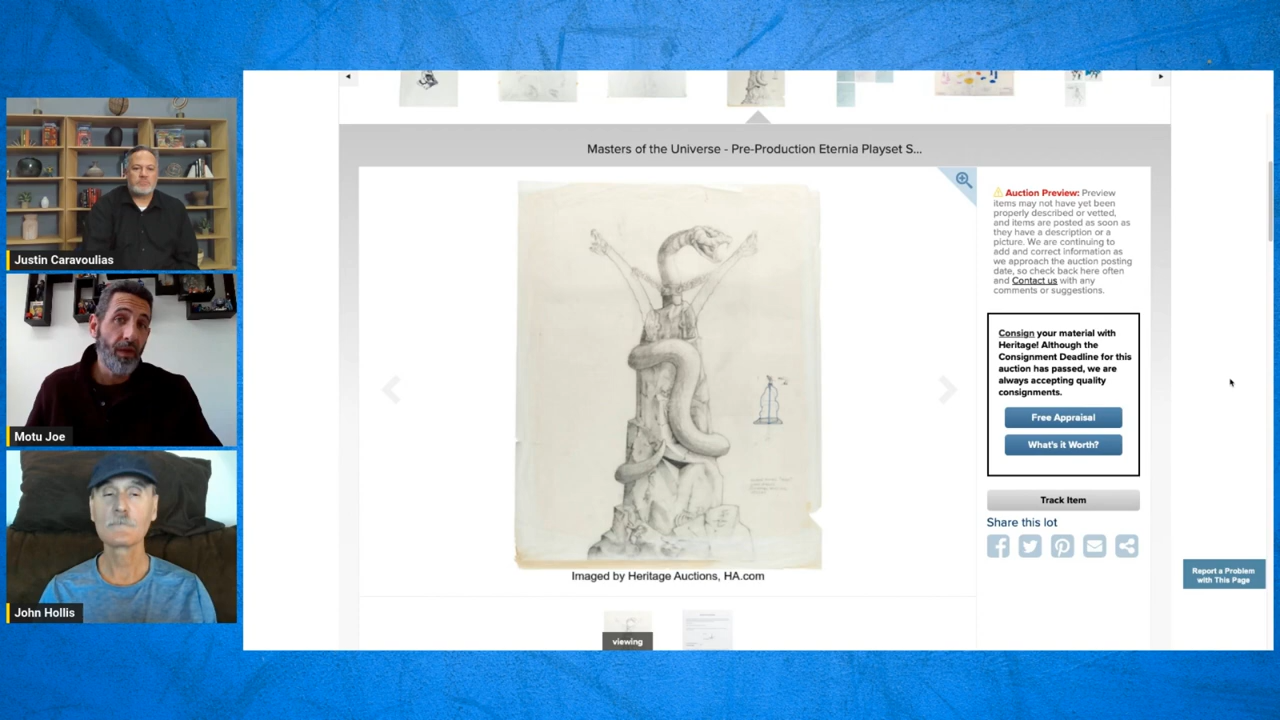 Justin Caravoulias
Motu Joe
John Hollis
Masters of the Universe - Pre-Production Eternia Playset S...
Imaged by Heritage Auctions, HA.com
viewing
Auction Preview: Preview
items may not have yet been
properly described or vetted,
and items are posted as soon as
they have a description or a
picture. We are continuing to
add and correct information as
we approach the auction posting
date, so check back here often
and Contact us with any
comments or suggestions.
Consign your material with
Heritage! Although the
Consignment Deadline for this
auction has passed, we are
always accepting quality
consignments.
Free Appraisal
What's it Worth?
Track Item
Share this lot
Report a Problem
with This Page